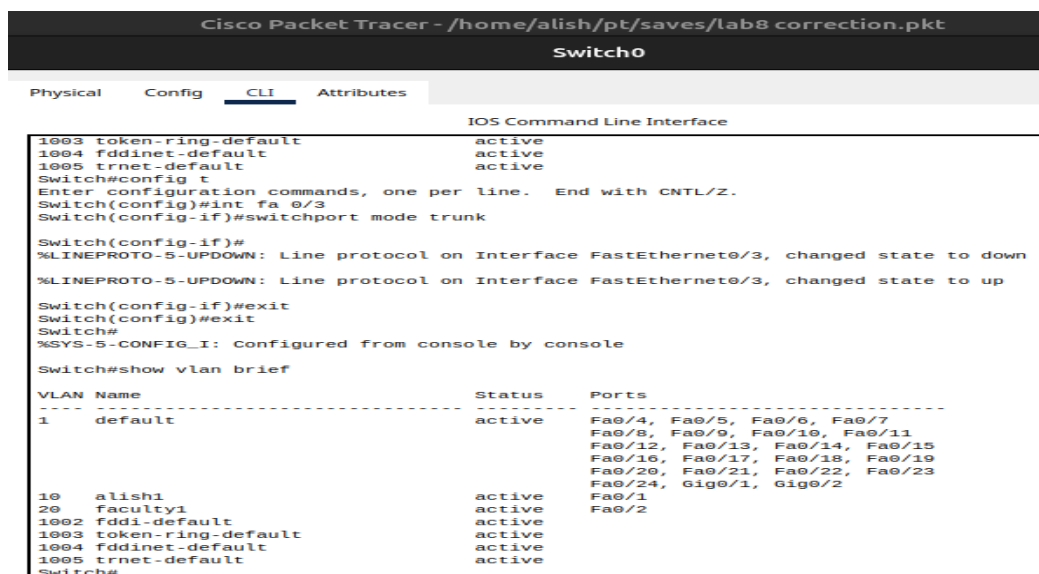 Cisco Packet Tracer - /home/alish/pt/saves/lab8 correction.pkt
Switch0
Physical Config CLI Attributes
IOS Command Line Interface
1003 token-ring-default active
1004 fddinet-default active
1005 trnet-default active
Switch#config t
Enter configuration commands, one per line. End with CNTL/Z.
Switch(config)#int fa 0/3
Switch(config-if)#switchport mode trunk
Switch(config-if)#
%LINEPROTO-5-UPDOWN: Line protocol on Interface FastEthernet0/3, changed state to down
%LINEPROTO-5-UPDOWN: Line protocol on Interface FastEthernet0/3, changed state to up
Switch(config-if)#exit
Switch(config)#exit
Switch#
%SYS-5-CONFIG_I: Configured from console by console
Switch#show vlan brief
VLAN Name Status Ports
---- -------------------------------- --------- -------------------------------
1 default active Fa0/4, Fa0/5, Fa0/6, Fa0/7
Fa0/8, Fa0/9, Fa0/10, Fa0/11
Fa0/12, Fa0/13, Fa0/14, Fa0/15
Fa0/16, Fa0/17, Fa0/18, Fa0/19
Fa0/20, Fa0/21, Fa0/22, Fa0/23
Fa0/24, Gig0/1, Gig0/2
10 alish1 active Fa0/1
20 faculty1 active Fa0/2
1002 fddi-default active
1003 token-ring-default active
1004 fddinet-default active
1005 trnet-default active
Switch#